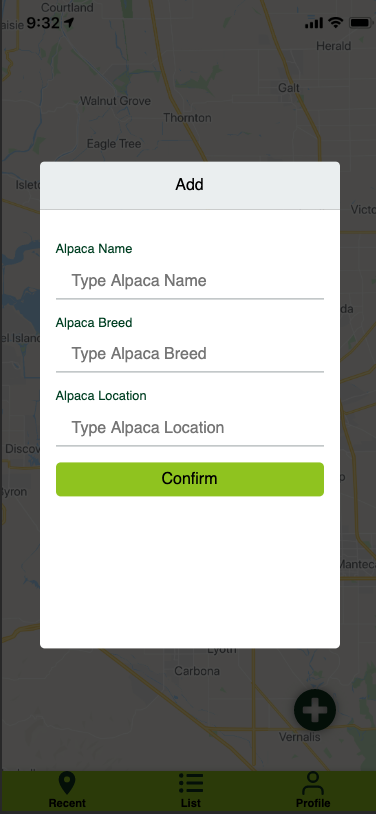 Courtland
aisie
9:32
Herald
Galt
Walnut Grove
Thornton
Eagle Tree
Islet
Victo
Add
Alpaca Name
Type Alpaca Name
Alpaca Breed
da
Type Alpaca Breed
el Island
Alpaca Location
Type Alpaca Location
Discov
Confirm
Byron
Manteca
Lyoth
Carbona
Vernalis
Recent
List
Profile